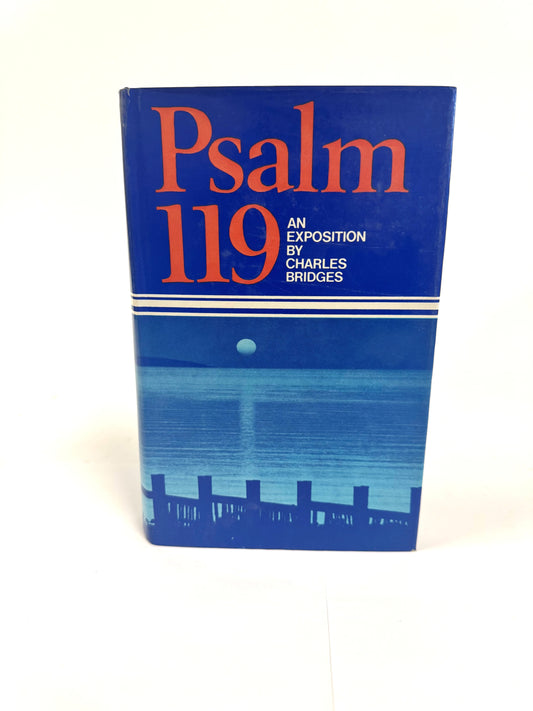 Psalm
119
AN
EXPOSITION
BY
CHARLES
BRIDGES